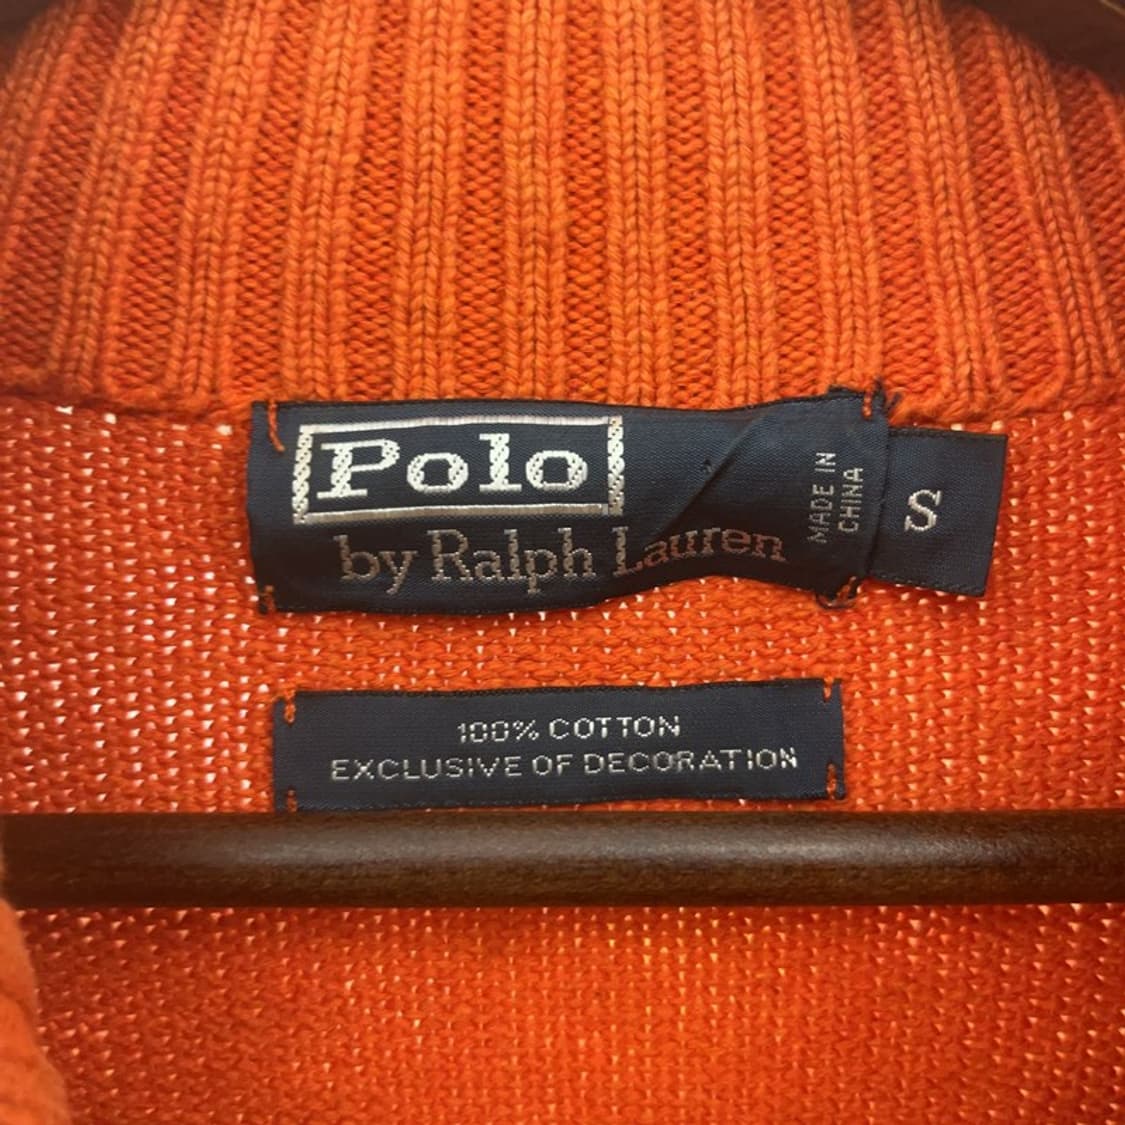 Polo
by Ralph Lauren
MADE IN
CHINA
S
100% COTTON
EXCLUSIVE OF DECORATION